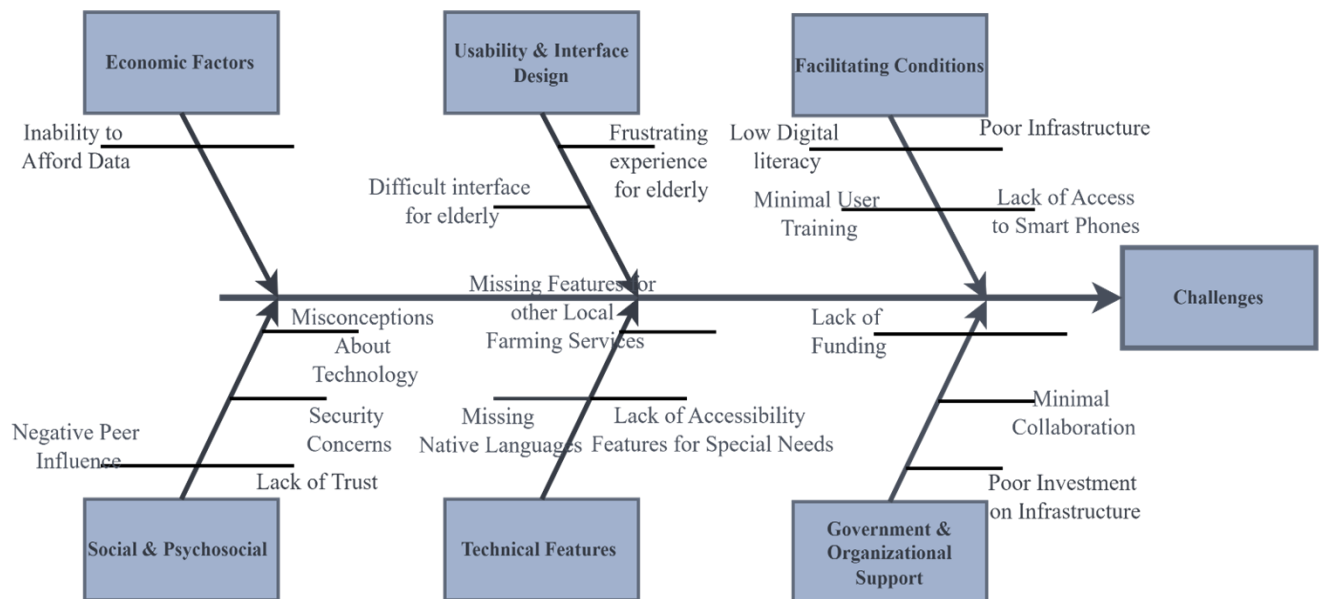 Economic Factors
Usability & Interface
Design
Facilitating Conditions
Inability to
Afford Data
Frustrating
experience
for elderly
Difficult interface
for elderly
Low Digital
literacy
Poor Infrastructure
Minimal User
Training
Lack of Access
to Smart Phones
Challenges
Misconceptions
About
Technology
Security
Concerns
Negative Peer
Influence
Lack of Trust
Missing Features for
other Local
Farming Services
Missing
Native Languages
Lack of Accessibility
Features for Special Needs
Lack of
Funding
Minimal
Collaboration
Poor Investment
on Infrastructure
Social & Psychosocial
Technical Features
Government &
Organizational
Support